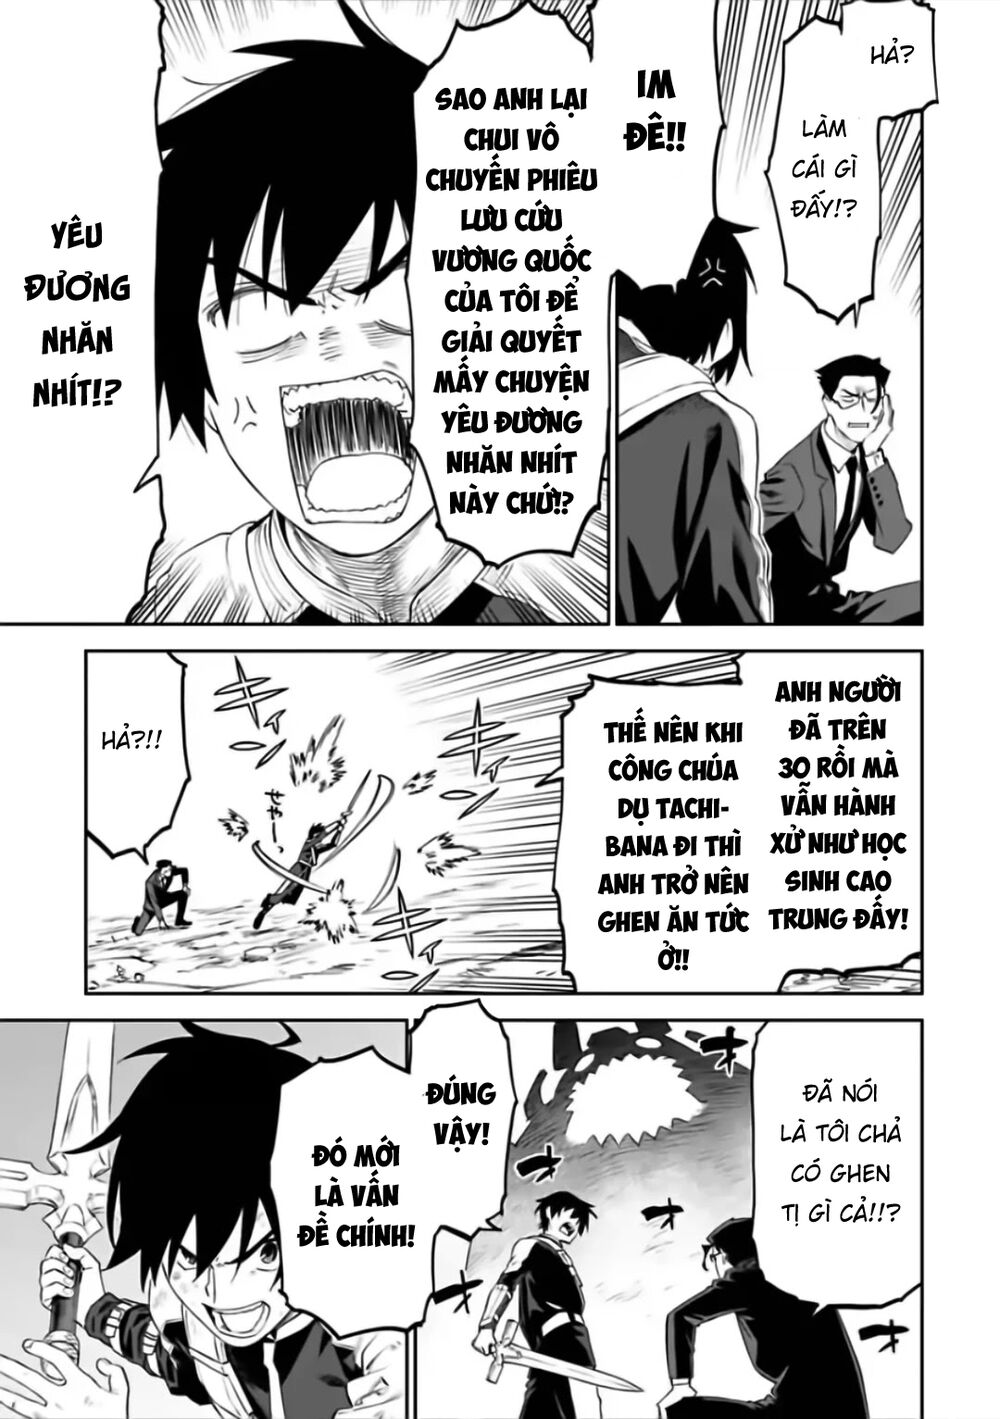 HẢ?
LÀM
CÁI GÌ
ĐẤY!?
IM
ĐÊ!!
SAO ANH LẠI
CHUI VÔ
CHUYẾN PHIÊU
LƯU CỨU
VƯƠNG QUỐC
CỦA TÔI ĐỂ
GIẢI QUYẾT
MẤY CHUYỆN
YÊU ĐƯƠNG
NHĂN NHÍT
NÀY CHỨ!?
YÊU
ĐƯƠNG
NHĂN
NHÍT!?
ANH NGƯỜI
ĐÃ TRÊN
30 RỒI MÀ
VẪN HÀNH
XỬ NHƯ HỌC
SINH CAO
TRUNG ĐẤY!
THẾ NÊN KHI
CÔNG CHÚA
DỤ TACHI-
BANA ĐI THÌ
ANH TRỞ NÊN
GHEN ĂN TỨC
Ở!!
せやーっ
HẢ?!!
ĐÃ NÓI
LÀ TÔI CHẢ
CÓ GHEN
TỊ GÌ CẢ!!?
ĐÚNG
VẬY!
ĐÓ MỚI
LÀ VẤN
ĐỀ CHÍNH!